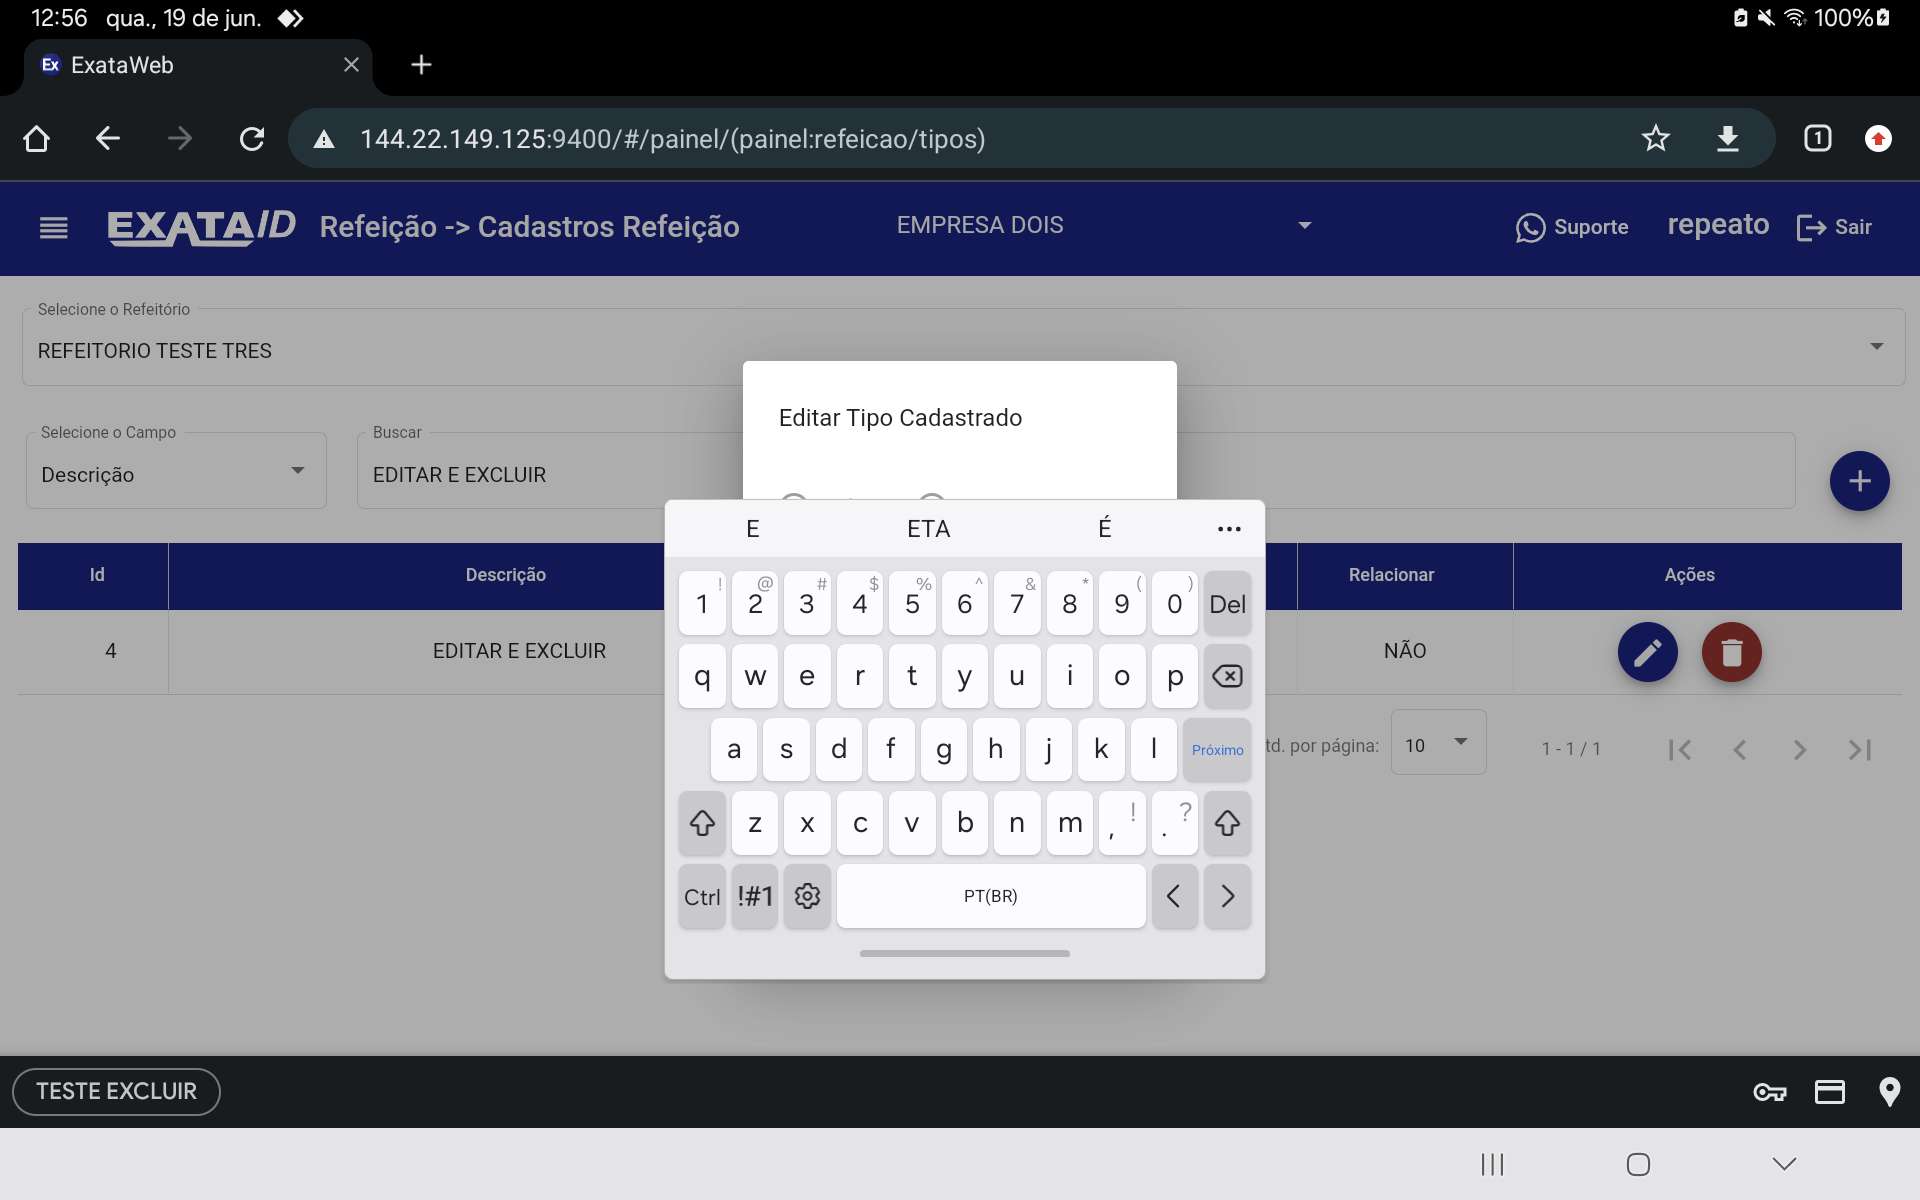 12:56 qua., 19 de jun. 100%
Ex ExataWeb
144.22.149.125:9400/#/painel/(painel:refeicao/tipos) 1
EXATAID Refeição -> Cadastros Refeição EMPRESA DOIS Suporte repeato Sair
Selecione o Refeitório
REFEITORIO TESTE TRES
Editar Tipo Cadastrado
Selecione o Campo Buscar
Descrição EDITAR E EXCLUIR
E ETA É
Id Descrição Relacionar Ações
4 EDITAR E EXCLUIR NÃO
td. por página: 10 1 - 1 / 1
! @ # $ % ^ & * ( )
1 2 3 4 5 6 7 8 9 0 Del
q w e r t y u i o p
a s d f g h j k l Próximo
z x c v b n m , ! . ?
Ctrl !#1 PT(BR)
TESTE EXCLUIR